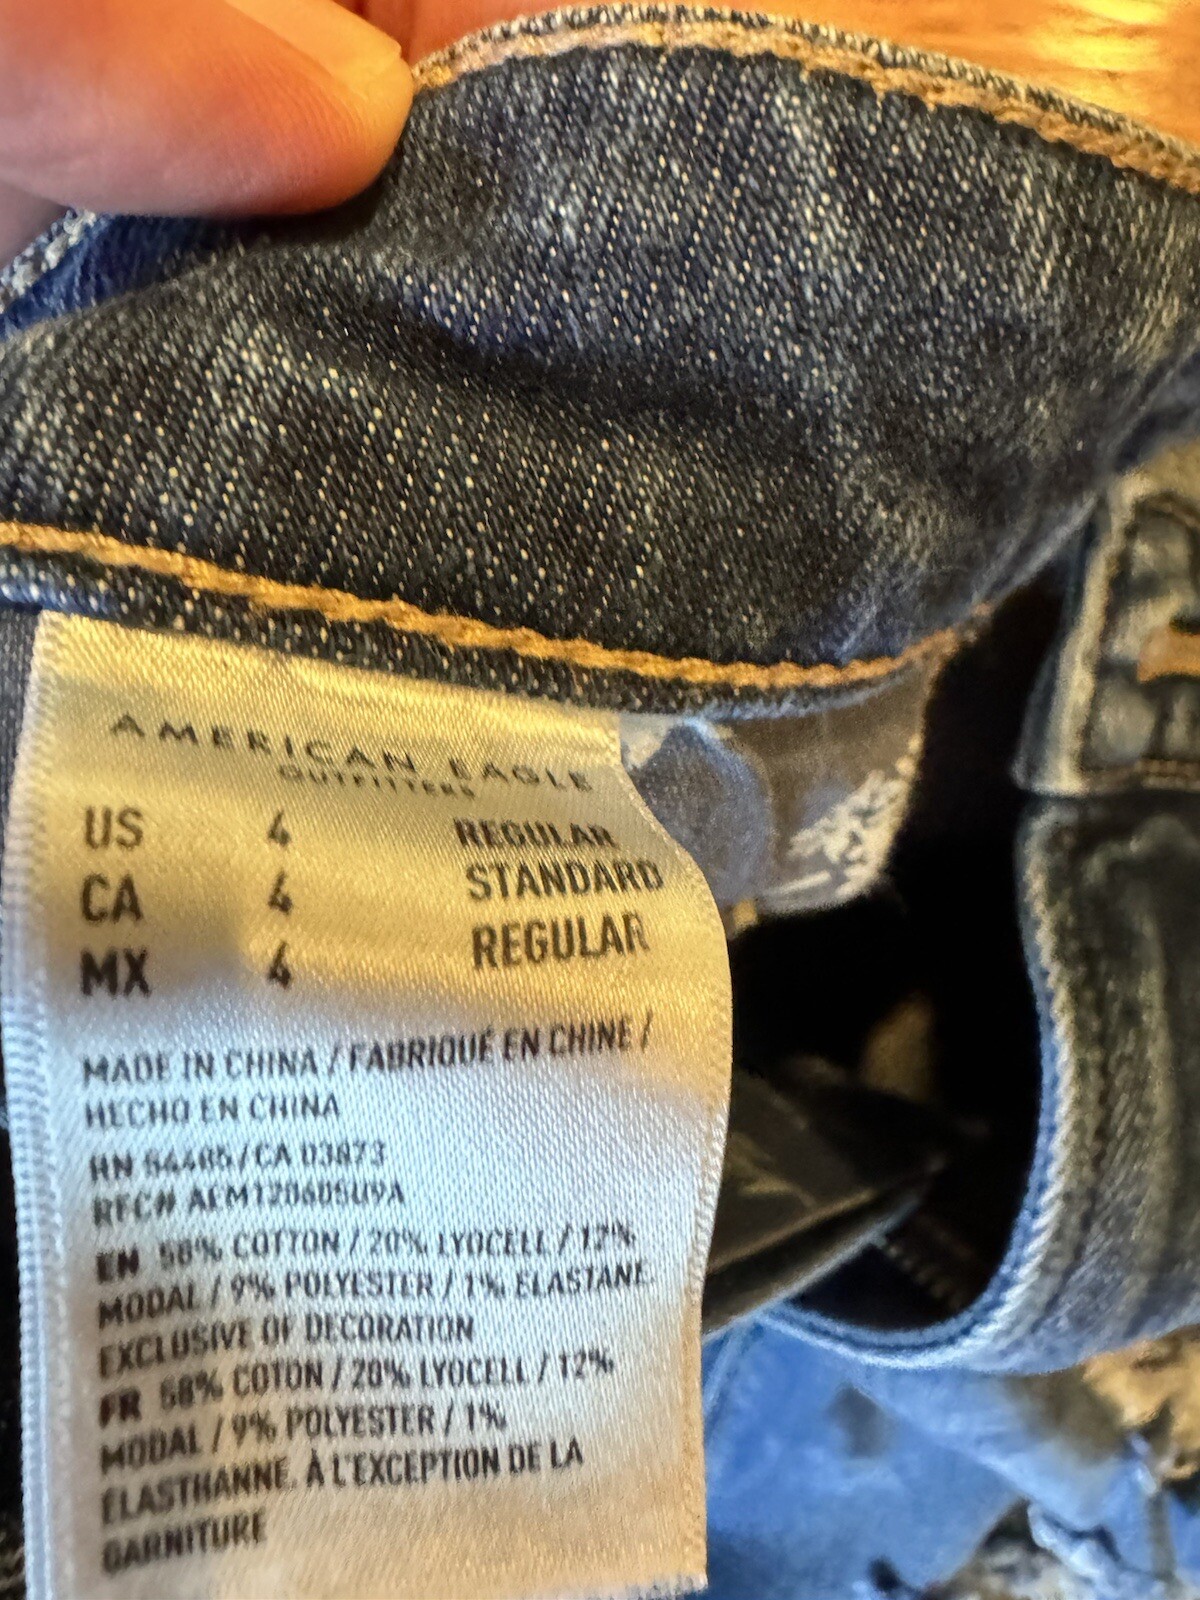 AMERICAN EAGLE
OUTFITTERS
US 4 REGULAR
CA 4 STANDARD
MX 4 REGULAR
MADE IN CHINA / FABRIQUÉ EN CHINE /
HECHO EN CHINA
RN 54485/CA 03873
RFC# AEM120605U9A
EN 58% COTTON / 20% LYOCELL / 12%
MODAL / 9% POLYESTER / 1% ELASTANE
EXCLUSIVE OF DECORATION
FR 58% COTON / 20% LYOCELL / 12%
MODAL / 9% POLYESTER / 1%
ÉLASTHANNE. À L'EXCEPTION DE LA
GARNITURE